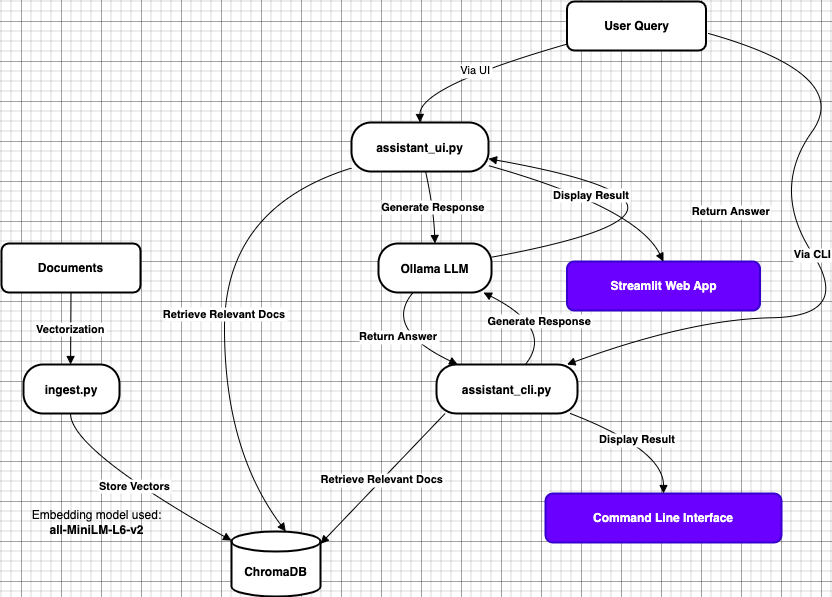 User Query
Via UI
assistant_ui.py
Display Result
Generate Response
Return Answer
Via CLI
Documents
Ollama LLM
Streamlit Web App
Retrieve Relevant Docs
Generate Response
Vectorization
Return Answer
ingest.py
assistant_cli.py
Display Result
Retrieve Relevant Docs
Store Vectors
Embedding model used:
all-MiniLM-L6-v2
Command Line Interface
ChromaDB